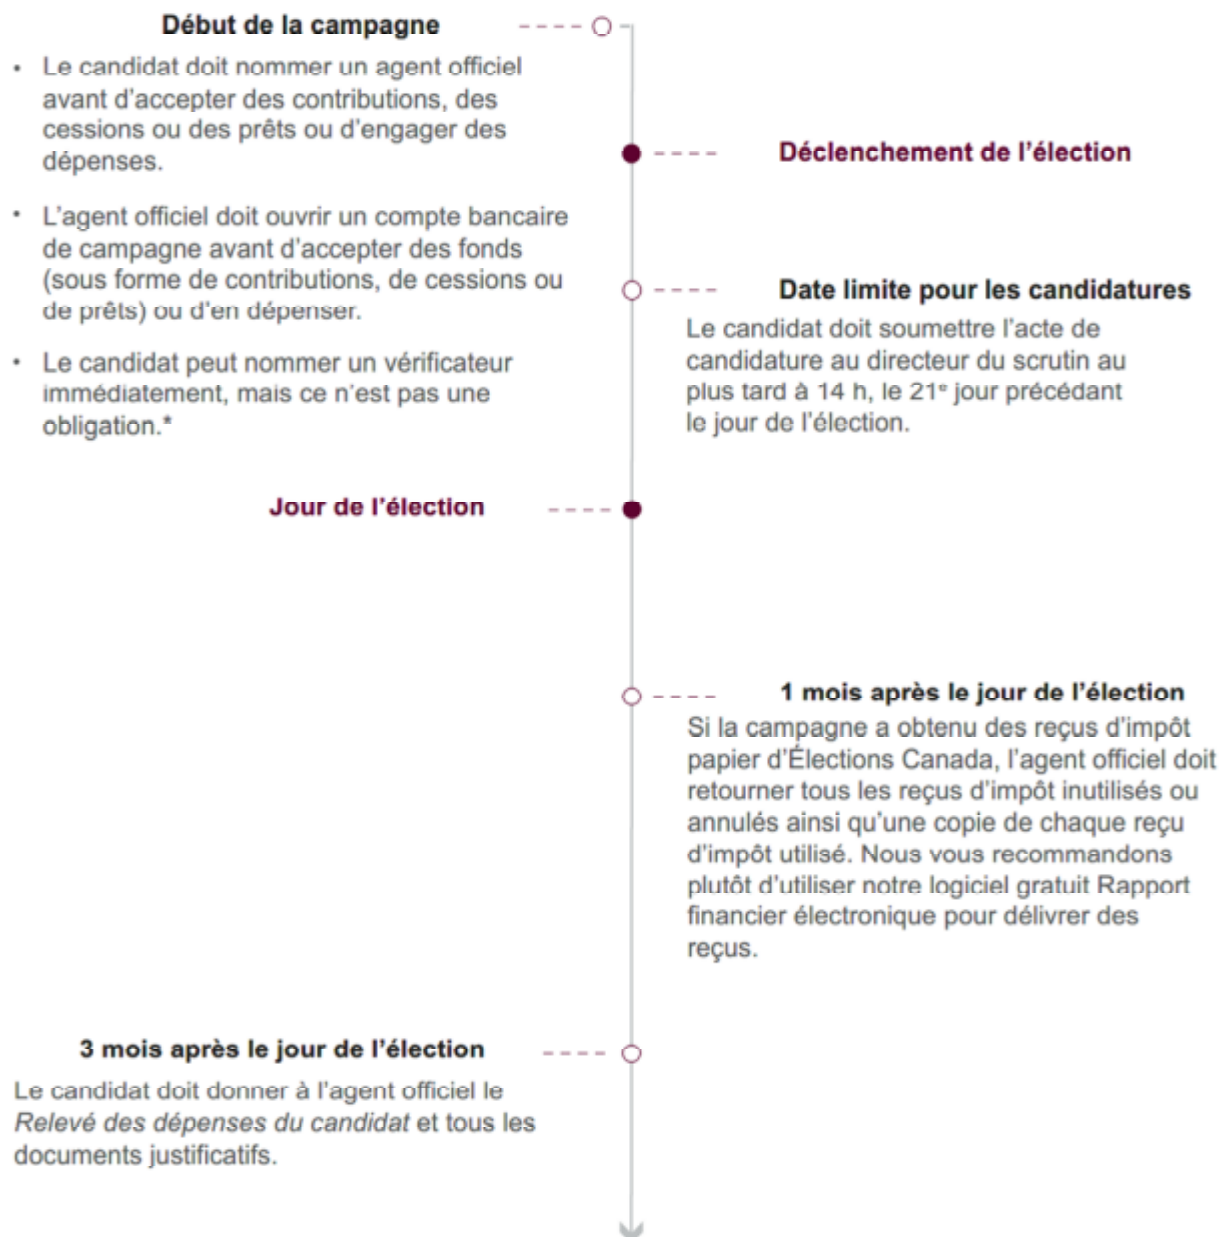 Début de la campagne
• Le candidat doit nommer un agent officiel
avant d'accepter des contributions, des
cessions ou des prêts ou d'engager des
dépenses.
Déclenchement de l'élection
• L'agent officiel doit ouvrir un compte bancaire
de campagne avant d'accepter des fonds
(sous forme de contributions, de cessions ou
de prêts) ou d'en dépenser.
Date limite pour les candidatures
Le candidat doit soumettre l'acte de
candidature au directeur du scrutin au
plus tard à 14 h, le 21e jour précédant
le jour de l'élection.
• Le candidat peut nommer un vérificateur
immédiatement, mais ce n'est pas une
obligation.*
Jour de l'élection
1 mois après le jour de l'élection
Si la campagne a obtenu des reçus d'impôt
papier d'Élections Canada, l'agent officiel doit
retourner tous les reçus d'impôt inutilisés ou
annulés ainsi qu'une copie de chaque reçu
d'impôt utilisé. Nous vous recommandons
plutôt d'utiliser notre logiciel gratuit Rapport
financier électronique pour délivrer des
reçus.
3 mois après le jour de l'élection
Le candidat doit donner à l'agent officiel le
Relevé des dépenses du candidat et tous les
documents justificatifs.